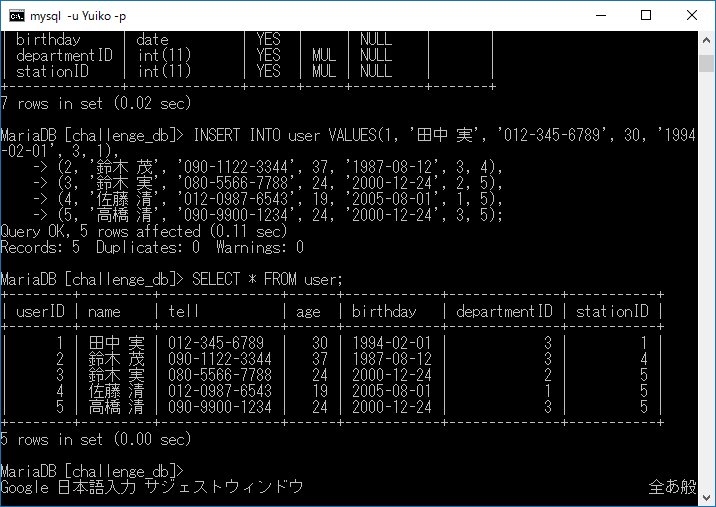 mysql -u Yuiko -p
| birthday | date | YES | | NULL | |
| departmentID | int(11) | YES | MUL | NULL | |
| stationID | int(11) | YES | MUL | NULL | |
+--------------+-------------+------+-----+---------+-------+
7 rows in set (0.02 sec)
MariaDB [challenge_db]> INSERT INTO user VALUES(1, '田中 実', '012-345-6789', 30, '1994
-02-01', 3, 1),
-> (2, '鈴木 茂', '090-1122-3344', 37, '1987-08-12', 3, 4),
-> (3, '鈴木 実', '080-5566-7788', 24, '2000-12-24', 2, 5),
-> (4, '佐藤 清', '012-0987-6543', 19, '2005-08-01', 1, 5),
-> (5, '高橋 清', '090-9900-1234', 24, '2000-12-24', 3, 5);
Query OK, 5 rows affected (0.11 sec)
Records: 5  Duplicates: 0  Warnings: 0
MariaDB [challenge_db]> SELECT * FROM user;
+--------+---------+---------------+------+------------+--------------+-----------+
| userID | name | tell | age | birthday | departmentID | stationID |
+--------+---------+---------------+------+------------+--------------+-----------+
| 1 | 田中 実 | 012-345-6789 | 30 | 1994-02-01 | 3 | 1 |
| 2 | 鈴木 茂 | 090-1122-3344 | 37 | 1987-08-12 | 3 | 4 |
| 3 | 鈴木 実 | 080-5566-7788 | 24 | 2000-12-24 | 2 | 5 |
| 4 | 佐藤 清 | 012-0987-6543 | 19 | 2005-08-01 | 1 | 5 |
| 5 | 高橋 清 | 090-9900-1234 | 24 | 2000-12-24 | 3 | 5 |
+--------+---------+---------------+------+------------+--------------+-----------+
5 rows in set (0.00 sec)
MariaDB [challenge_db]>
Google 日本語入力 サジェストウィンドウ 全あ般